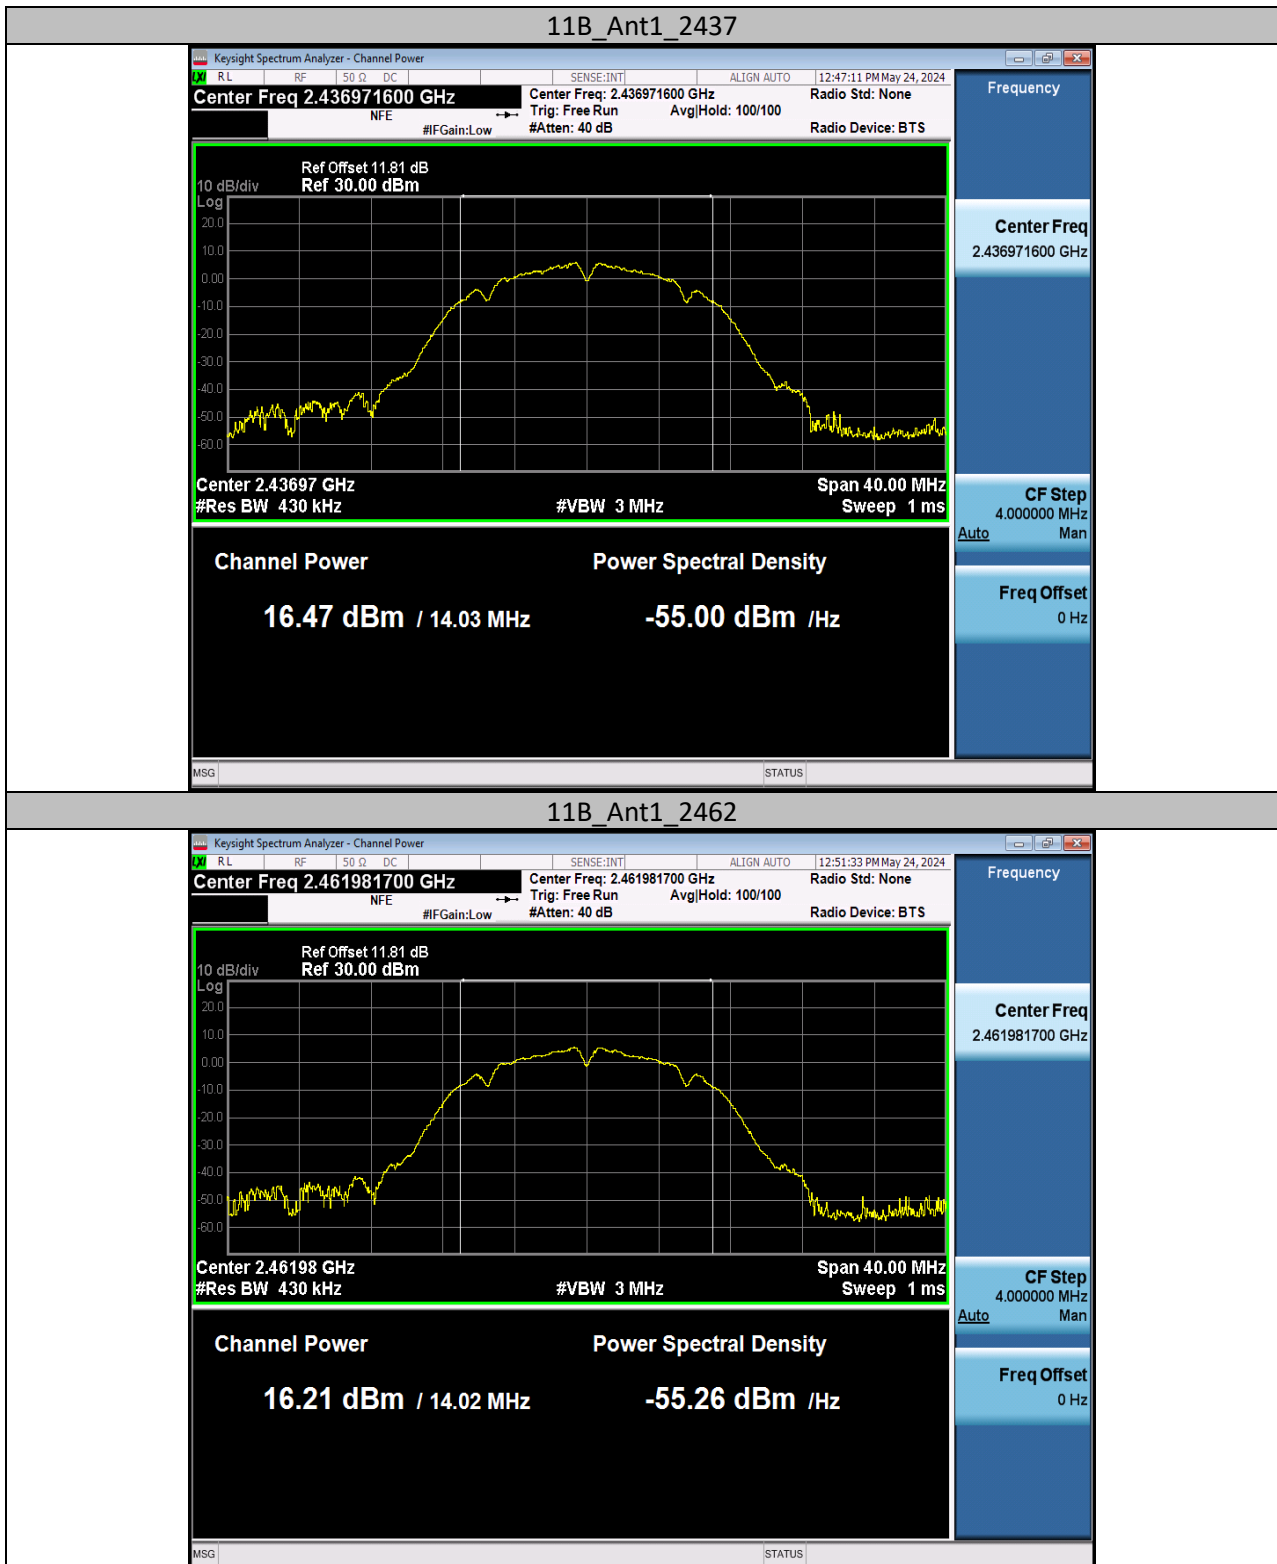 11B_Ant1_2437
Keysight Spectrum Analyzer - Channel Power
LXI RL RF 50 Ω DC SENSE:INT ALIGN AUTO 12:47:11 PM May 24, 2024
Center Freq 2.436971600 GHz
NFE
#IFGain:Low
Center Freq: 2.436971600 GHz
Trig: Free Run Avg|Hold: 100/100
#Atten: 40 dB
Radio Std: None
Radio Device: BTS
Frequency
Ref Offset 11.81 dB
10 dB/div Ref 30.00 dBm
Log
20.0
10.0
0.00
-10.0
-20.0
-30.0
-40.0
-50.0
-60.0
Center Freq
2.436971600 GHz
Center 2.43697 GHz Span 40.00 MHz
#Res BW 430 kHz #VBW 3 MHz Sweep 1 ms
CF Step
4.000000 MHz
Auto Man
Channel Power Power Spectral Density
16.47 dBm / 14.03 MHz -55.00 dBm /Hz
Freq Offset
0 Hz
MSG STATUS
11B_Ant1_2462
Keysight Spectrum Analyzer - Channel Power
LXI RL RF 50 Ω DC SENSE:INT ALIGN AUTO 12:51:33 PM May 24, 2024
Center Freq 2.461981700 GHz
NFE
#IFGain:Low
Center Freq: 2.461981700 GHz
Trig: Free Run Avg|Hold: 100/100
#Atten: 40 dB
Radio Std: None
Radio Device: BTS
Frequency
Ref Offset 11.81 dB
10 dB/div Ref 30.00 dBm
Log
20.0
10.0
0.00
-10.0
-20.0
-30.0
-40.0
-50.0
-60.0
Center Freq
2.461981700 GHz
Center 2.46198 GHz Span 40.00 MHz
#Res BW 430 kHz #VBW 3 MHz Sweep 1 ms
CF Step
4.000000 MHz
Auto Man
Channel Power Power Spectral Density
16.21 dBm / 14.02 MHz -55.26 dBm /Hz
Freq Offset
0 Hz
MSG STATUS